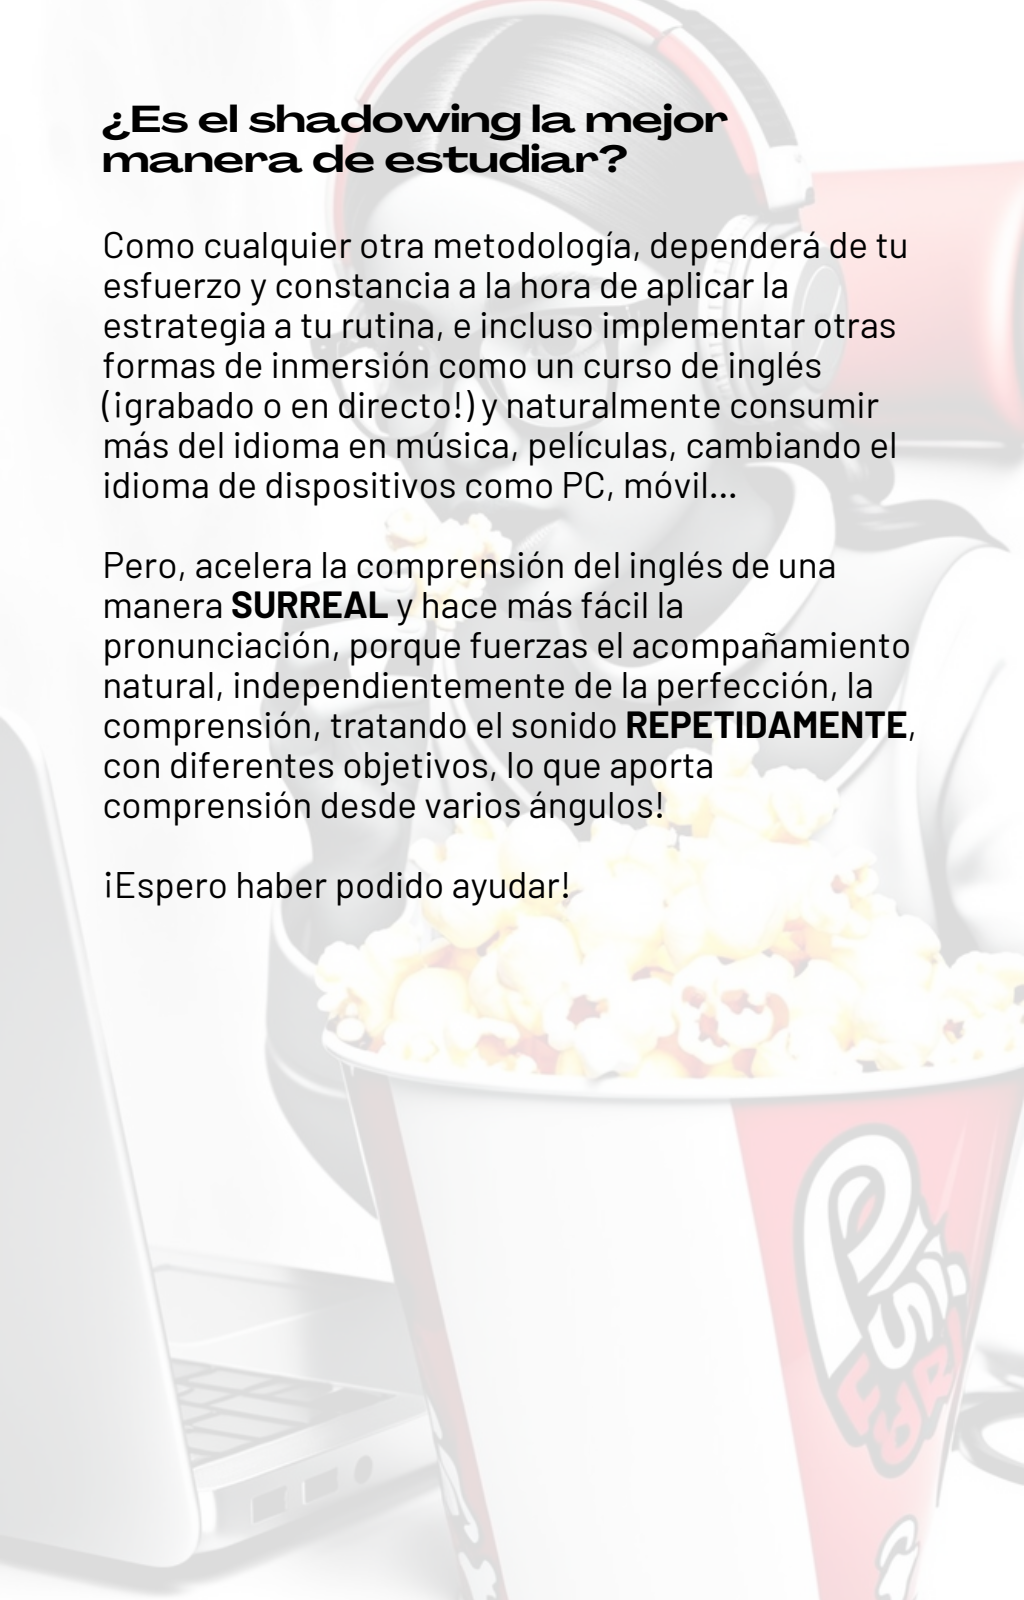 ¿Es el shadowing la mejor
manera de estudiar?
Como cualquier otra metodología, dependerá de tu
esfuerzo y constancia a la hora de aplicar la
estrategia a tu rutina, e incluso implementar otras
formas de inmersión como un curso de inglés
(¡grabado o en directo!) y naturalmente consumir
más del idioma en música, películas, cambiando el
idioma de dispositivos como PC, móvil...
Pero, acelera la comprensión del inglés de una
manera SURREAL y hace más fácil la
pronunciación, porque fuerzas el acompañamiento
natural, independientemente de la perfección, la
comprensión, tratando el sonido REPETIDAMENTE,
con diferentes objetivos, lo que aporta
comprensión desde varios ángulos!
¡Espero haber podido ayudar!